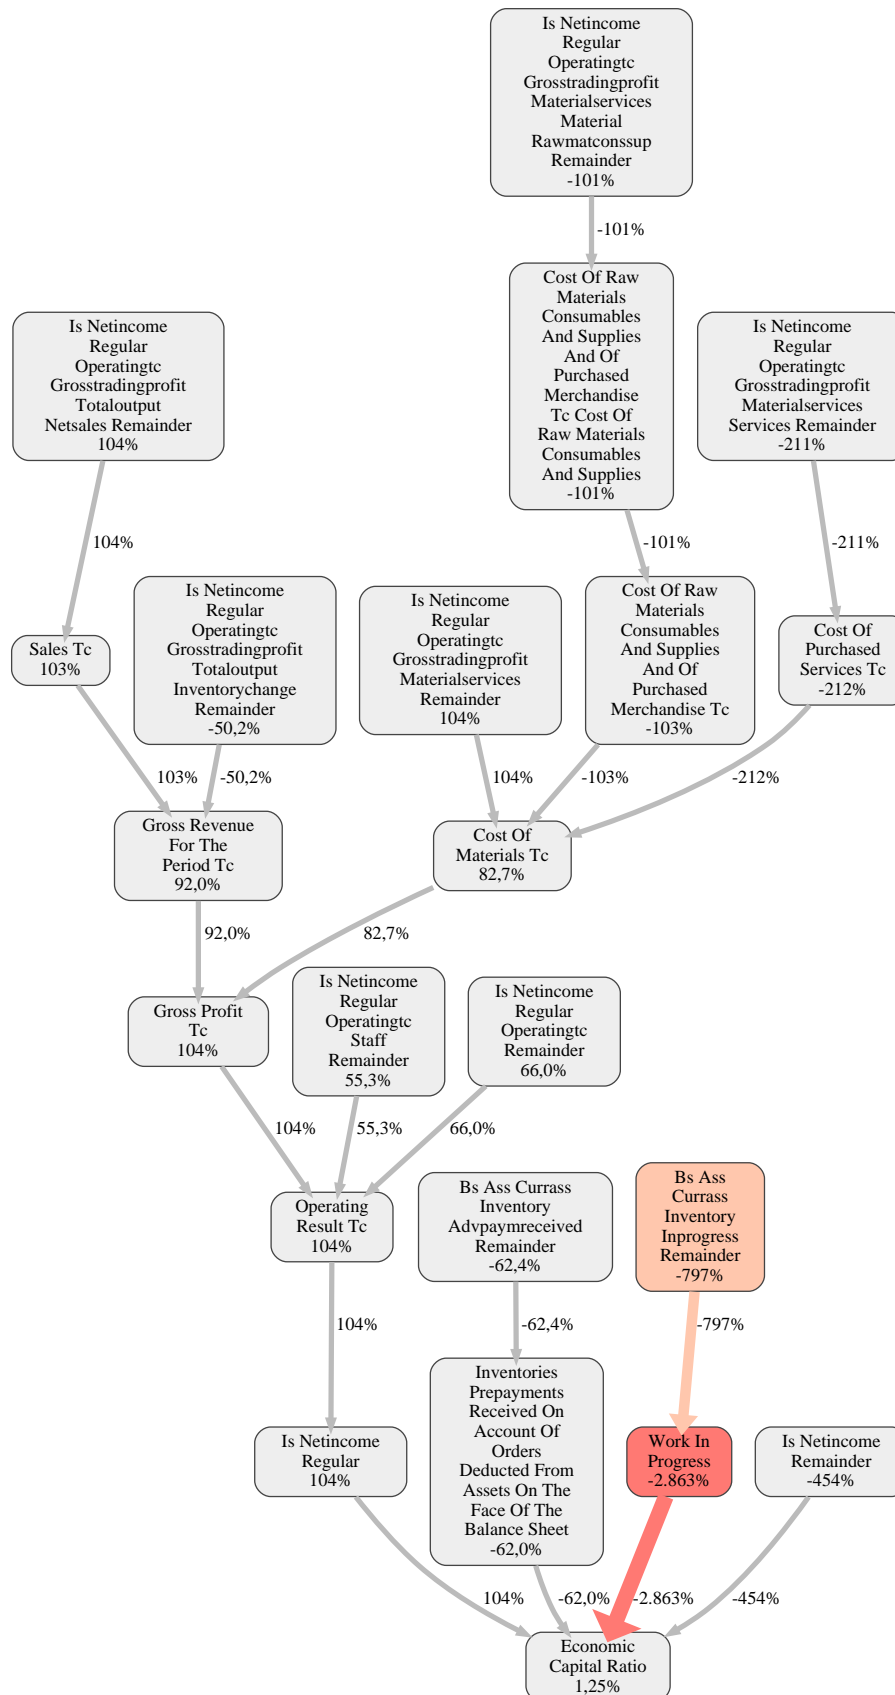 Is Netincome
Regular
Operatingtc
Grosstradingprofit
Materialservices
Material
Rawmatconssup
Remainder
-101%
-101%
Cost Of Raw
Materials
Consumables
And Supplies
And Of
Purchased
Merchandise
Tc Cost Of
Raw Materials
Consumables
And Supplies
-101%
Is Netincome
Regular
Operatingtc
Grosstradingprofit
Totaloutput
Netsales Remainder
104%
Is Netincome
Regular
Operatingtc
Grosstradingprofit
Materialservices
Services Remainder
-211%
104%
-101%
-211%
Sales Tc
103%
Is Netincome
Regular
Operatingtc
Grosstradingprofit
Totaloutput
Inventorychange
Remainder
-50,2%
Is Netincome
Regular
Operatingtc
Grosstradingprofit
Materialservices
Remainder
104%
Cost Of Raw
Materials
Consumables
And Supplies
And Of
Purchased
Merchandise Tc
-103%
Cost Of
Purchased
Services Tc
-212%
103%
-50,2%
104%
-103%
-212%
Gross Revenue
For The
Period Tc
92,0%
Cost Of
Materials Tc
82,7%
92,0%
82,7%
Gross Profit
Tc
104%
Is Netincome
Regular
Operatingtc
Staff
Remainder
55,3%
Is Netincome
Regular
Operatingtc
Remainder
66,0%
104%
55,3%
66,0%
Operating
Result Tc
104%
Bs Ass Currass
Inventory
Advpaymreceived
Remainder
-62,4%
Bs Ass
Currass
Inventory
Inprogress
Remainder
-797%
104%
-62,4%
-797%
Is Netincome
Regular
104%
Inventories
Prepayments
Received On
Account Of
Orders
Deducted From
Assets On The
Face Of The
Balance Sheet
-62,0%
Work In
Progress
-2.863%
Is Netincome
Remainder
-454%
104%
-62,0%
-2.863%
-454%
Economic
Capital Ratio
1,25%